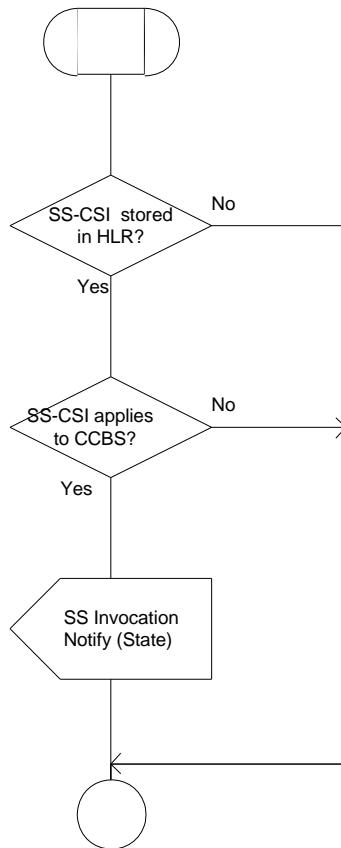 SS-CSI stored
in HLR?
No
Yes
SS-CSI applies
to CCBS?
No
Yes
SS Invocation
Notify (State)